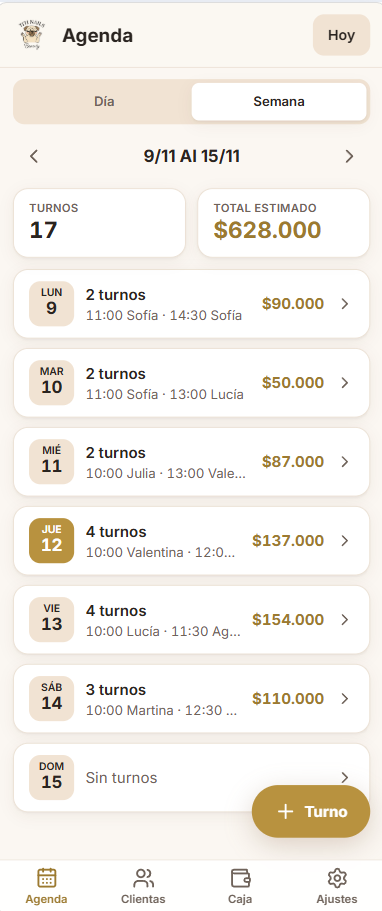 Agenda
Hoy
Día
Semana
9/11 Al 15/11
TURNOS
17
TOTAL ESTIMADO
$628.000
LUN
9
2 turnos
11:00 Sofía · 14:30 Sofía
$90.000
MAR
10
2 turnos
11:00 Sofía · 13:00 Lucía
$50.000
MIÉ
11
2 turnos
10:00 Julia · 13:00 Vale...
$87.000
JUE
12
4 turnos
10:00 Valentina · 12:0...
$137.000
VIE
13
4 turnos
10:00 Lucía · 11:30 Ag...
$154.000
SÁB
14
3 turnos
10:00 Martina · 12:30 ...
$110.000
DOM
15
Sin turnos
+ Turno
Agenda
Clientas
Caja
Ajustes